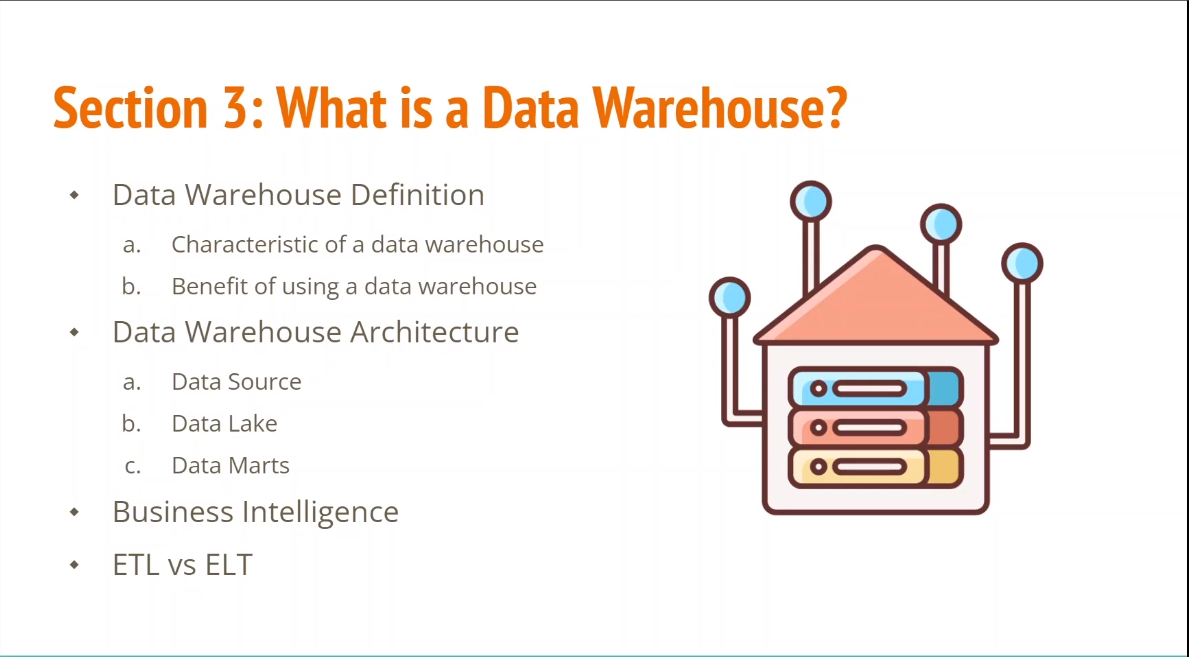 Section 3: What is a Data Warehouse?
Data Warehouse Definition
a. Characteristic of a data warehouse
b. Benefit of using a data warehouse
Data Warehouse Architecture
a. Data Source
b. Data Lake
c. Data Marts
Business Intelligence
ETL vs ELT